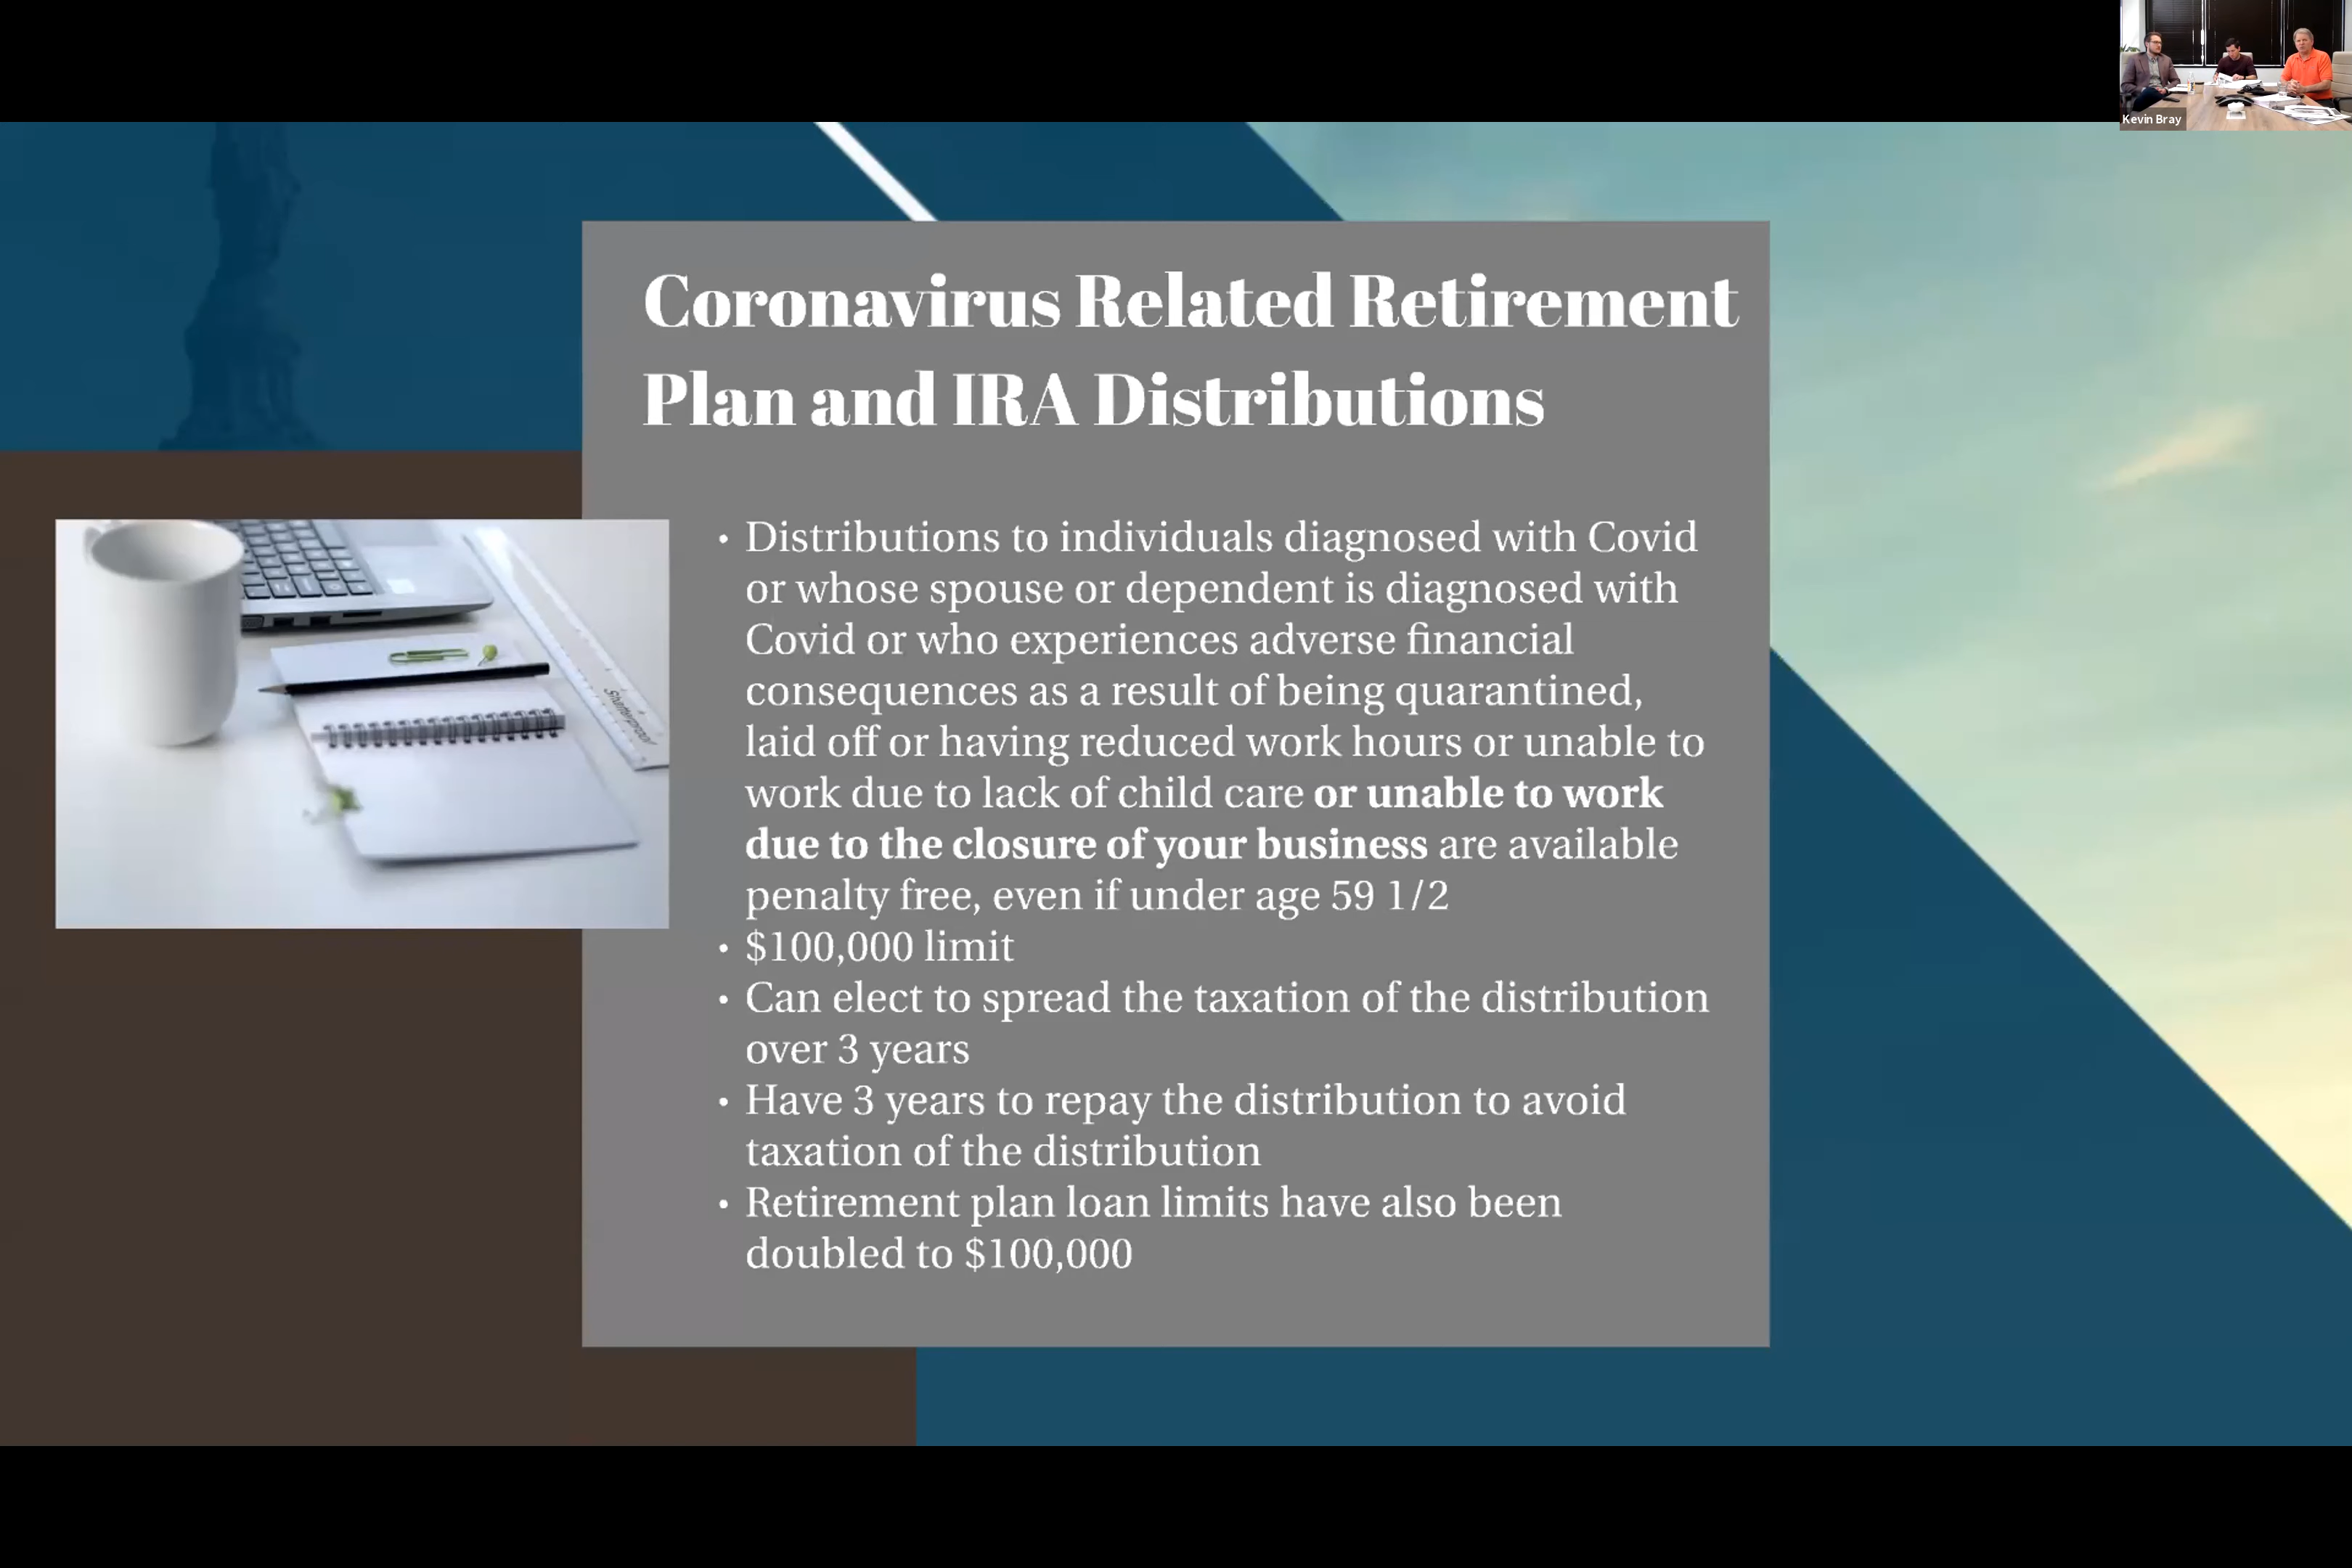 Kevin Bray
Coronavirus Related Retirement
Plan and IRA Distributions
• Distributions to individuals diagnosed with Covid
or whose spouse or dependent is diagnosed with
Covid or who experiences adverse financial
consequences as a result of being quarantined,
laid off or having reduced work hours or unable to
work due to lack of child care or unable to work
due to the closure of your business are available
penalty free, even if under age 59 1/2
• $100,000 limit
• Can elect to spread the taxation of the distribution
over 3 years
• Have 3 years to repay the distribution to avoid
taxation of the distribution
• Retirement plan loan limits have also been
doubled to $100,000
Shatterproof